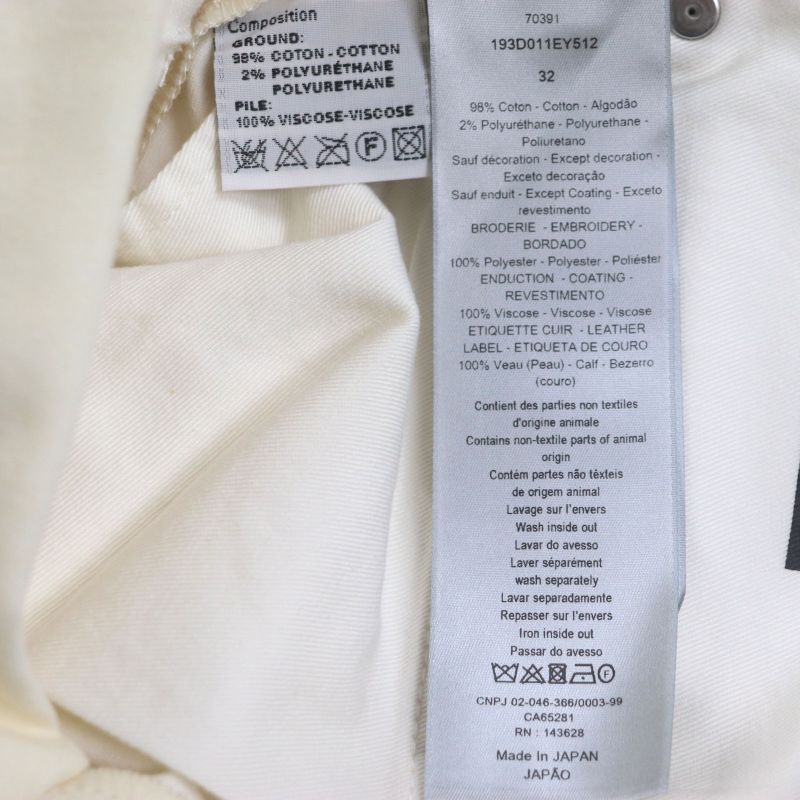 Composition
GROUND:
98% COTON - COTTON
2% POLYURÉTHANE
POLYURETHANE
PILE:
100% VISCOSE-VISCOSE
70391
193D011EY512
32
98% Coton - Cotton - Algodão
2% Polyuréthane - Polyurethane -
Poliuretano
Sauf décoration - Except decoration -
Exceto decoração
Sauf enduit - Except Coating - Exceto
revestimento
BRODERIE - EMBROIDERY -
BORDADO
100% Polyester - Polyester - Poliéster
ENDUCTION - COATING -
REVESTIMENTO
100% Viscose - Viscose - Viscose
ETIQUETTE CUIR - LEATHER
LABEL - ETIQUETA DE COURO
100% Veau (Peau) - Calf - Bezerro
(couro)
Contient des parties non textiles
d'origine animale
Contains non-textile parts of animal
origin
Contém partes não têxteis
de origem animal
Lavage sur l'envers
Wash inside out
Lavar do avesso
Laver séparément
wash separately
Lavar separadamente
Repasser sur l'envers
Iron inside out
Passar do avesso
CNPJ 02-046-366/0003-99
CA65281
RN : 143628
Made In JAPAN
JAPÃO